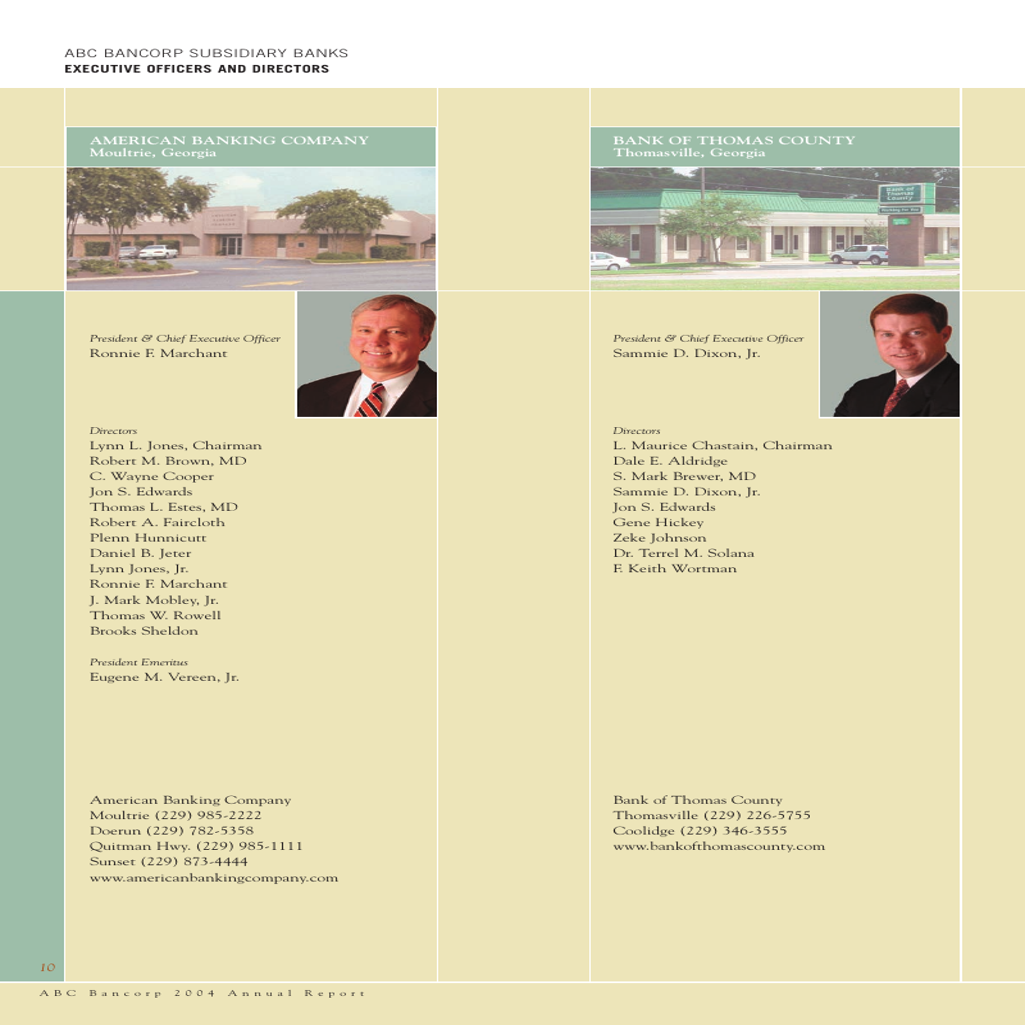 ABC BANCORP SUBSIDIARY BANKS
EXECUTIVE OFFICERS AND DIRECTORS
AMERICAN BANKING COMPANY
Moultrie, Georgia
President & Chief Executive Officer
Ronnie F. Marchant
Directors
Lynn L. Jones, Chairman
Robert M. Brown, MD
C. Wayne Cooper
Jon S. Edwards
Thomas L. Estes, MD
Robert A. Faircloth
Plenn Hunnicutt
Daniel B. Jeter
Lynn Jones, Jr.
Ronnie F. Marchant
J. Mark Mobley, Jr.
Thomas W. Rowell
Brooks Sheldon
President Emeritus
Eugene M. Vereen, Jr.
American Banking Company
Moultrie (229) 985-2222
Doerun (229) 782-5358
Quitman Hwy. (229) 985-1111
Sunset (229) 873-4444
www.americanbankingcompany.com
BANK OF THOMAS COUNTY
Thomasville, Georgia
Bank of
Thomas
County
President & Chief Executive Officer
Sammie D. Dixon, Jr.
Directors
L. Maurice Chastain, Chairman
Dale E. Aldridge
S. Mark Brewer, MD
Sammie D. Dixon, Jr.
Jon S. Edwards
Gene Hickey
Zeke Johnson
Dr. Terrel M. Solana
F. Keith Wortman
Bank of Thomas County
Thomasville (229) 226-5755
Coolidge (229) 346-3555
www.bankofthomascounty.com
10
ABC Bancorp 2004 Annual Report